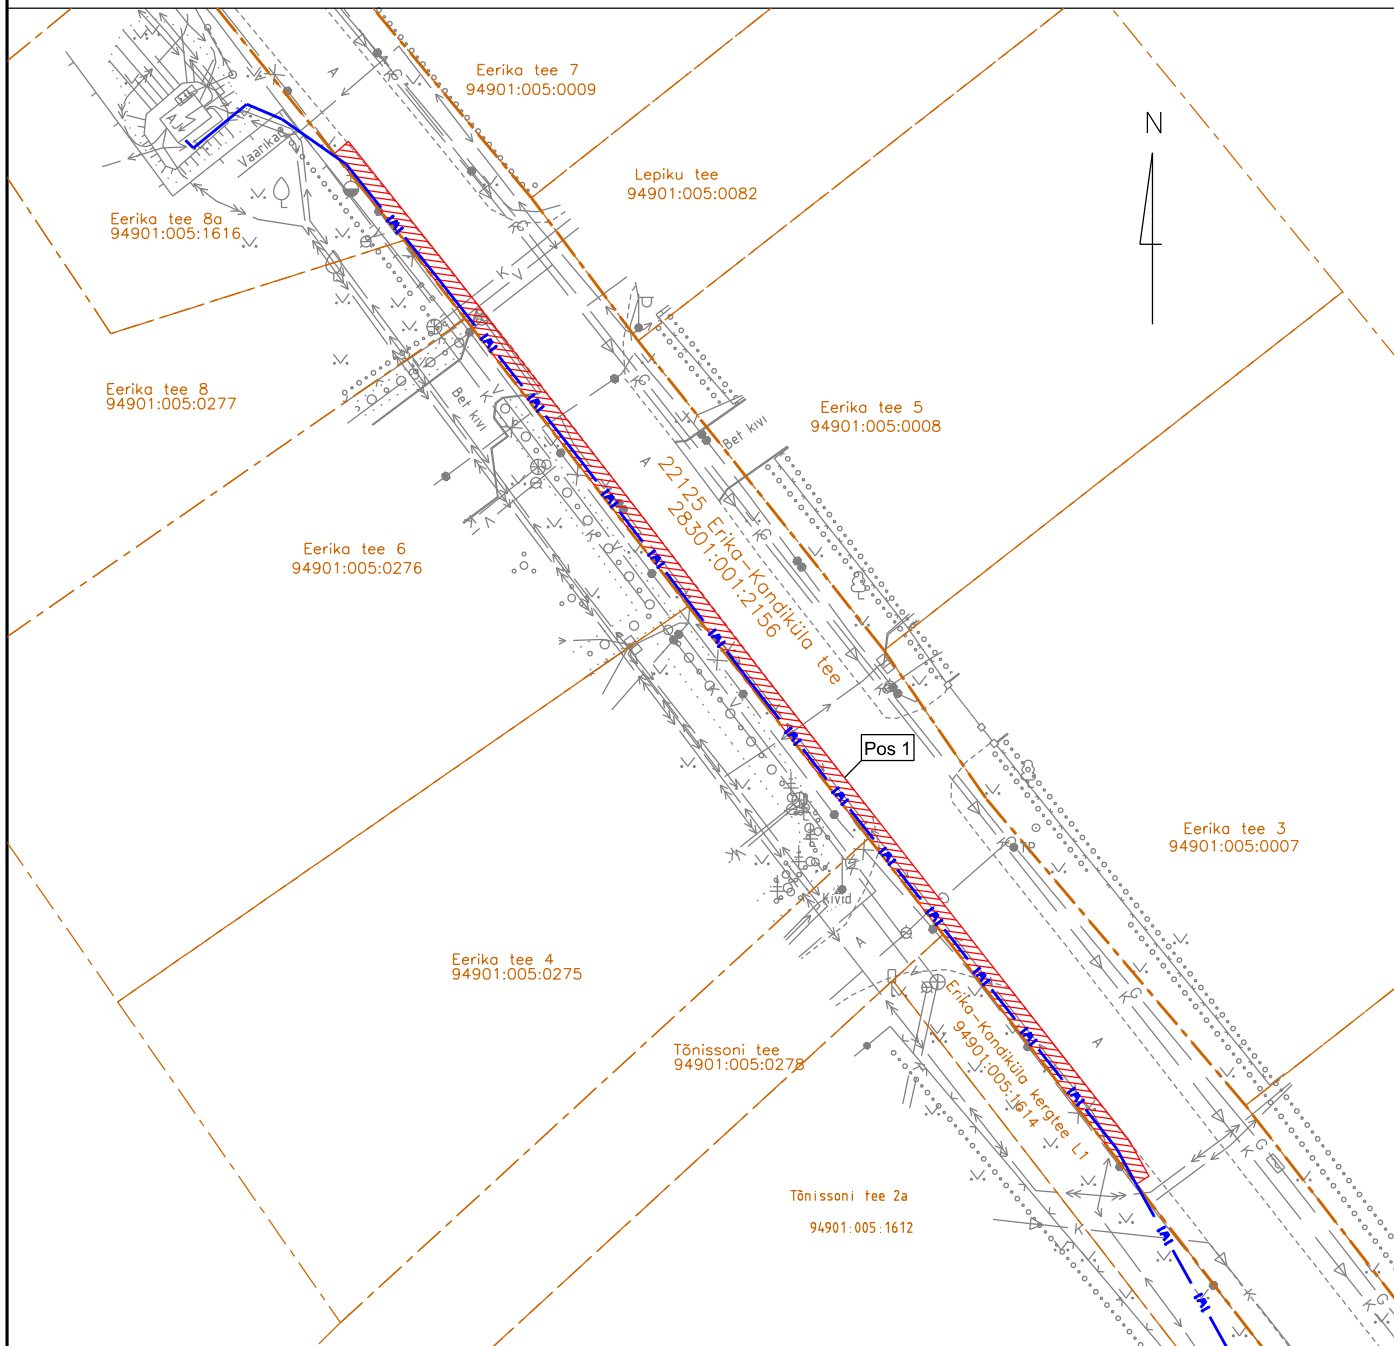 Eerika tee 7
94901:005:0009
N
Lepiku tee
94901:005:0082
Vaarikad
Eerika tee 8a
94901:005:1616
Eerika tee 8
94901:005:0277
Bet kivi
Eerika tee 5
94901:005:0008
Bet kivi
22125 Erika-Kandiküla tee
28301:001:2156
Eerika tee 6
94901:005:0276
Pos 1
Eerika tee 3
94901:005:0007
Kivid
Eerika tee 4
94901:005:0275
Erika-Kandiküla kergtee L1
94901:005:1614
Tõnissoni tee
94901:005:0278
Tõnissoni tee 2a
94901:005:1612